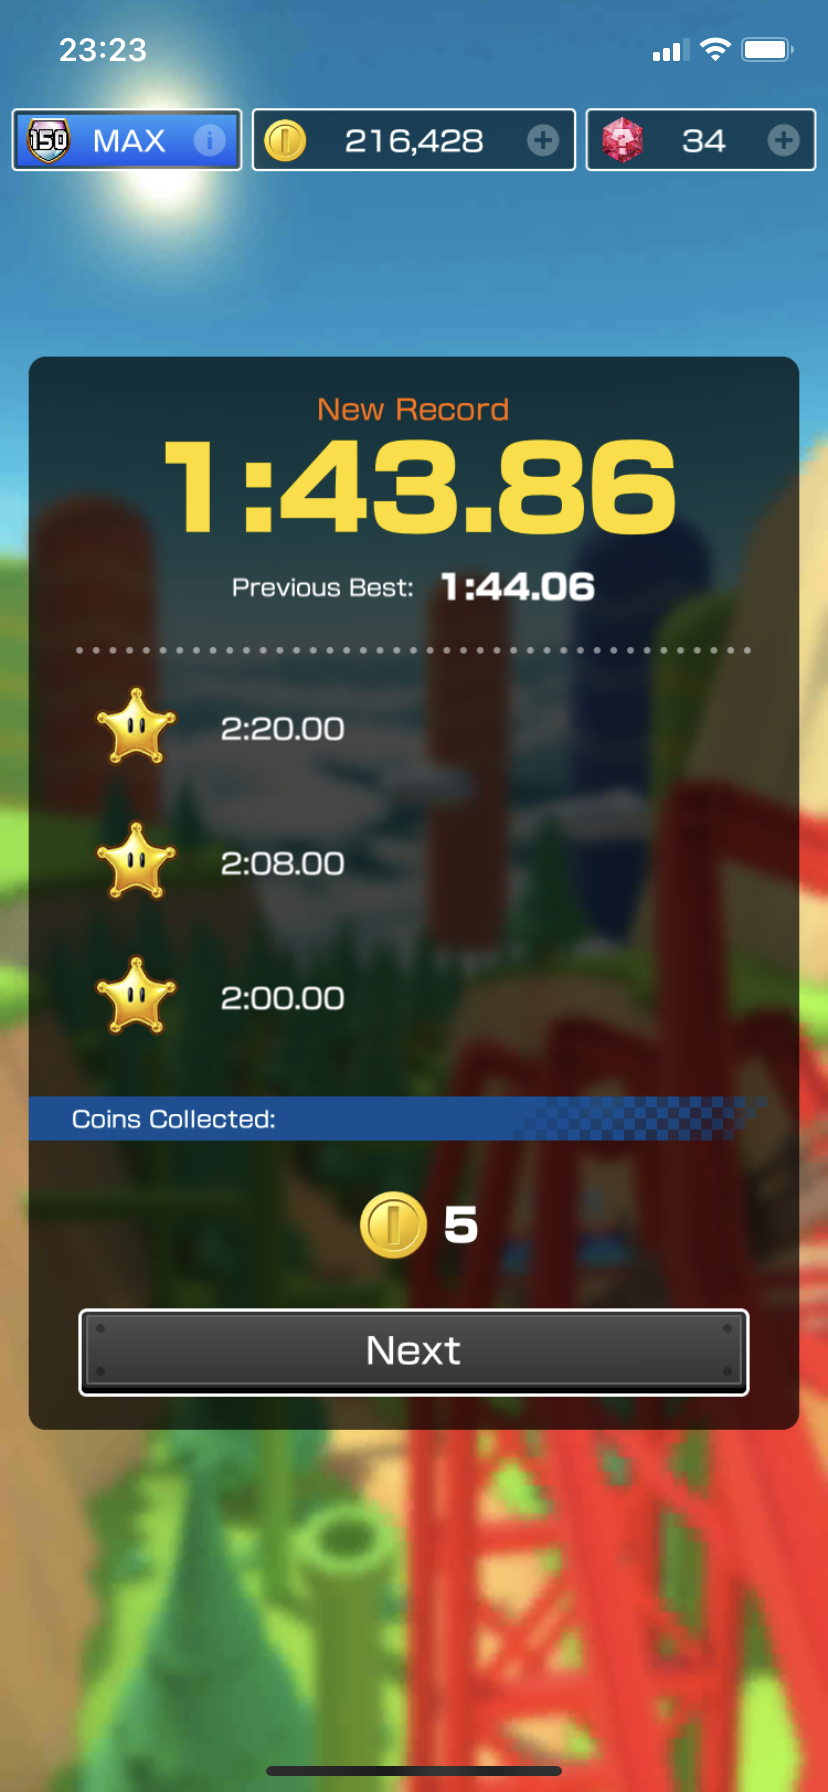 23:23
150 MAX i 216,428 + ? 34 +
New Record
1:43.86
Previous Best: 1:44.06
2:20.00
2:08.00
2:00.00
Coins Collected:
5
Next